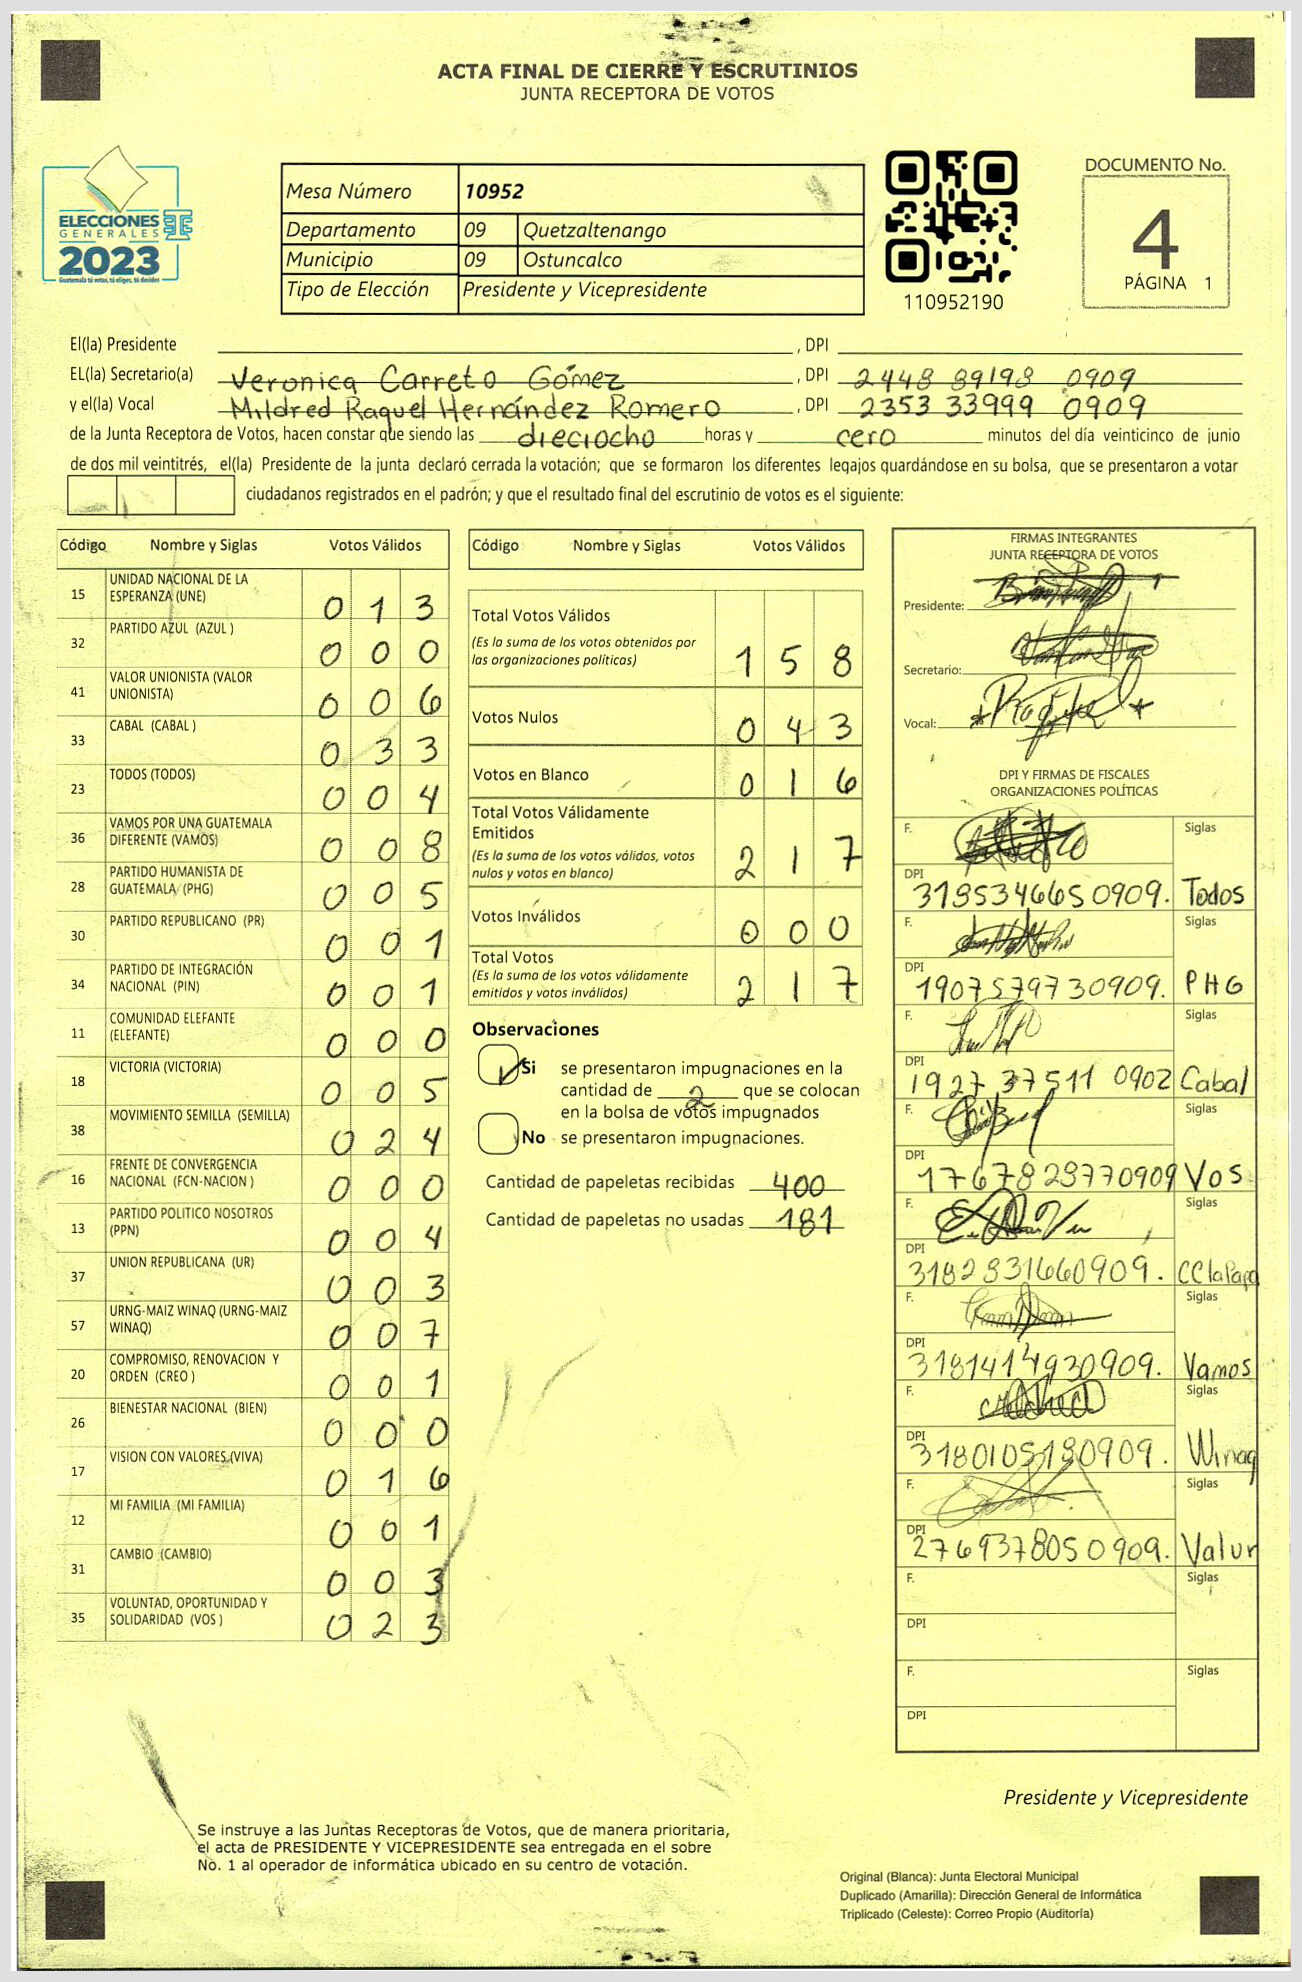 ACTA FINAL DE CIERRE Y ESCRUTINIOS
JUNTA RECEPTORA DE VOTOS
ELECCIONES
GENERALES
2023
Guatemala tú votas, tú eliges, tú decides
Mesa Número 10952
Departamento 09 Quetzaltenango
Municipio 09 Ostuncalco
Tipo de Elección Presidente y Vicepresidente
110952190
DOCUMENTO No.
4
PÁGINA 1
El(la) Presidente , DPI
EL(la) Secretario(a) Veronica Carreto Gómez , DPI 2448 89198 0909
y el(la) Vocal Mildred Raquel Hernández Romero , DPI 2353 33999 0909
de la Junta Receptora de Votos, hacen constar que siendo las dieciocho horas y cero minutos del día veinticinco de junio
de dos mil veintitrés, el(la) Presidente de la junta declaró cerrada la votación; que se formaron los diferentes legajos guardándose en su bolsa, que se presentaron a votar
ciudadanos registrados en el padrón; y que el resultado final del escrutinio de votos es el siguiente:
Código Nombre y Siglas Votos Válidos
15 UNIDAD NACIONAL DE LA ESPERANZA (UNE) 0 1 3
32 PARTIDO AZUL (AZUL ) 0 0 0
41 VALOR UNIONISTA (VALOR UNIONISTA) 0 0 6
33 CABAL (CABAL ) 0 3 3
23 TODOS (TODOS) 0 0 4
36 VAMOS POR UNA GUATEMALA DIFERENTE (VAMOS) 0 0 8
28 PARTIDO HUMANISTA DE GUATEMALA (PHG) 0 0 5
30 PARTIDO REPUBLICANO (PR) 0 0 1
34 PARTIDO DE INTEGRACIÓN NACIONAL (PIN) 0 0 1
11 COMUNIDAD ELEFANTE (ELEFANTE) 0 0 0
18 VICTORIA (VICTORIA) 0 0 5
38 MOVIMIENTO SEMILLA (SEMILLA) 0 2 4
16 FRENTE DE CONVERGENCIA NACIONAL (FCN-NACION ) 0 0 0
13 PARTIDO POLITICO NOSOTROS (PPN) 0 0 4
37 UNION REPUBLICANA (UR) 0 0 3
57 URNG-MAIZ WINAQ (URNG-MAIZ WINAQ) 0 0 7
20 COMPROMISO, RENOVACION Y ORDEN (CREO ) 0 0 1
26 BIENESTAR NACIONAL (BIEN) 0 0 0
17 VISION CON VALORES (VIVA) 0 1 6
12 MI FAMILIA (MI FAMILIA) 0 0 1
31 CAMBIO (CAMBIO) 0 0 3
35 VOLUNTAD, OPORTUNIDAD Y SOLIDARIDAD (VOS ) 0 2 3
Código Nombre y Siglas Votos Válidos
Total Votos Válidos
(Es la suma de los votos obtenidos por
las organizaciones políticas) 1 5 8
Votos Nulos 0 4 3
Votos en Blanco 0 1 6
Total Votos Válidamente
Emitidos
(Es la suma de los votos válidos, votos
nulos y votos en blanco) 2 1 7
Votos Inválidos 0 0 0
Total Votos
(Es la suma de los votos válidamente
emitidos y votos inválidos) 2 1 7
Observaciones
Si se presentaron impugnaciones en la
cantidad de 2 que se colocan
en la bolsa de votos impugnados
No se presentaron impugnaciones.
Cantidad de papeletas recibidas 400
Cantidad de papeletas no usadas 181
FIRMAS INTEGRANTES
JUNTA RECEPTORA DE VOTOS
Presidente:
Secretario:
Vocal:
DPI Y FIRMAS DE FISCALES
ORGANIZACIONES POLÍTICAS
F. Siglas
DPI 318534665 0909. Todos
F. Siglas
DPI 1907579730909. PHG
F. Siglas
DPI 1927 37511 0902 Cabal
F. Siglas
DPI 1767823770909 Vos
F. Siglas
DPI 3182831660909.
F. Siglas
DPI 3181414930909. Vamos
F. Siglas
DPI 3180105180909. Winaq
F. Siglas
DPI 276937805 0909. Valur
F. Siglas
DPI
F. Siglas
DPI
Presidente y Vicepresidente
Se instruye a las Juntas Receptoras de Votos, que de manera prioritaria,
el acta de PRESIDENTE Y VICEPRESIDENTE sea entregada en el sobre
No. 1 al operador de informática ubicado en su centro de votación.
Original (Blanca): Junta Electoral Municipal
Duplicado (Amarilla): Dirección General de Informática
Triplicado (Celeste): Correo Propio (Auditoría)